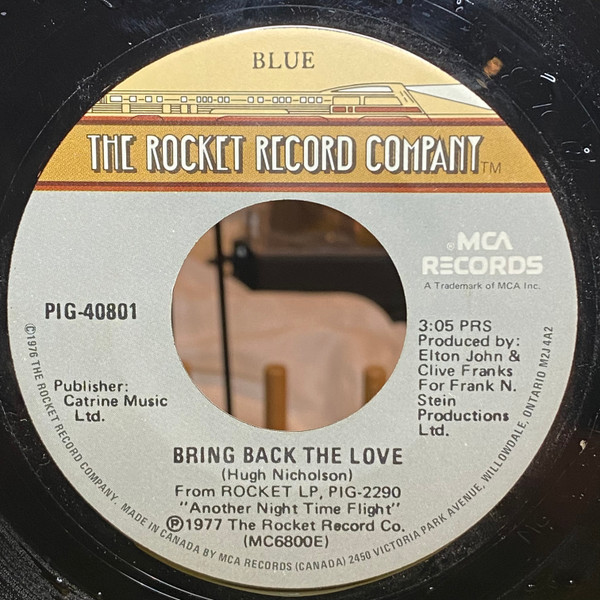 BLUE
THE ROCKET RECORD COMPANY TM
® MCA
RECORDS
A Trademark of MCA Inc.
PIG-40801
3:05 PRS
Produced by:
Elton John &
Clive Franks
For Frank N.
Stein
Productions
Ltd.
Publisher:
Catrine Music
Ltd.
BRING BACK THE LOVE
(Hugh Nicholson)
From ROCKET LP, PIG-2290
"Another Night Time Flight"
℗1977 The Rocket Record Co.
(MC6800E)
©1976 THE ROCKET RECORD COMPANY. MADE IN CANADA BY MCA RECORDS (CANADA) 2450 VICTORIA PARK AVENUE, WILLOWDALE, ONTARIO M2J 4A2